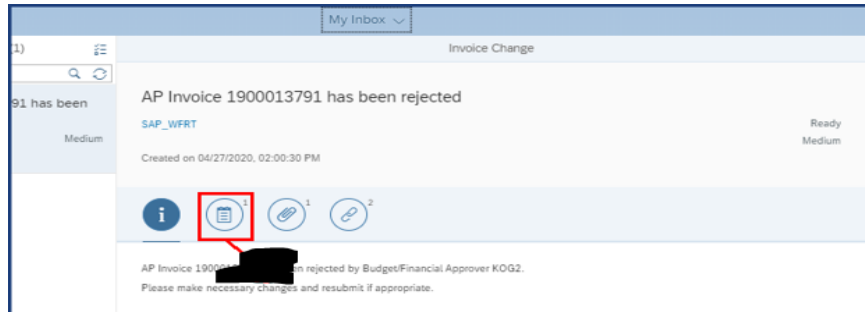 My Inbox
(1)
Invoice Change
91 has been
Medium
AP Invoice 1900013791 has been rejected
SAP_WFRT
Ready
Medium
Created on 04/27/2020, 02:00:30 PM
i
1
1
2
AP Invoice rejected by Budget/Financial Approver KOG2.
Please make necessary changes and resubmit if appropriate.